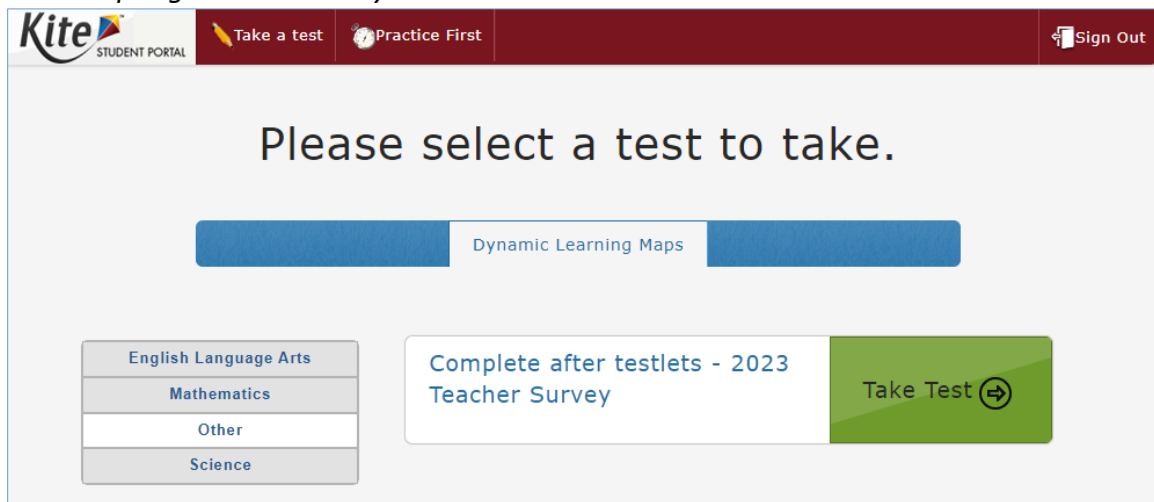 Kite
STUDENT PORTAL
Take a test
Practice First
Sign Out
Please select a test to take.
Dynamic Learning Maps
English Language Arts
Mathematics
Other
Science
Complete after testlets - 2023
Teacher Survey
Take Test